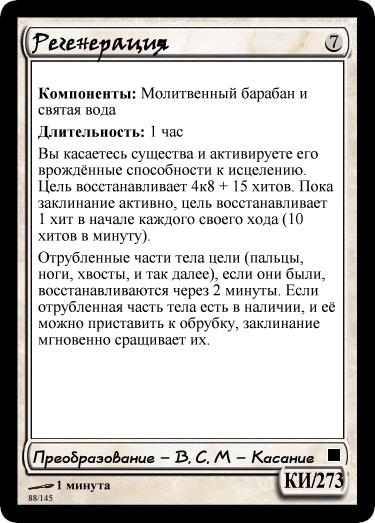 Регенерация 7
Компоненты: Молитвенный барабан и
святая вода
Длительность: 1 час
Вы касаетесь существа и активируете его
врождённые способности к исцелению.
Цель восстанавливает 4к8 + 15 хитов. Пока
заклинание активно, цель восстанавливает
1 хит в начале каждого своего хода (10
хитов в минуту).
Отрубленные части тела цели (пальцы,
ноги, хвосты, и так далее), если они были,
восстанавливаются через 2 минуты. Если
отрубленная часть тела есть в наличии, и её
можно приставить к обрубку, заклинание
мгновенно сращивает их.
Преобразование – В, С, М – Касание
КИ/273
1 минута
88/145